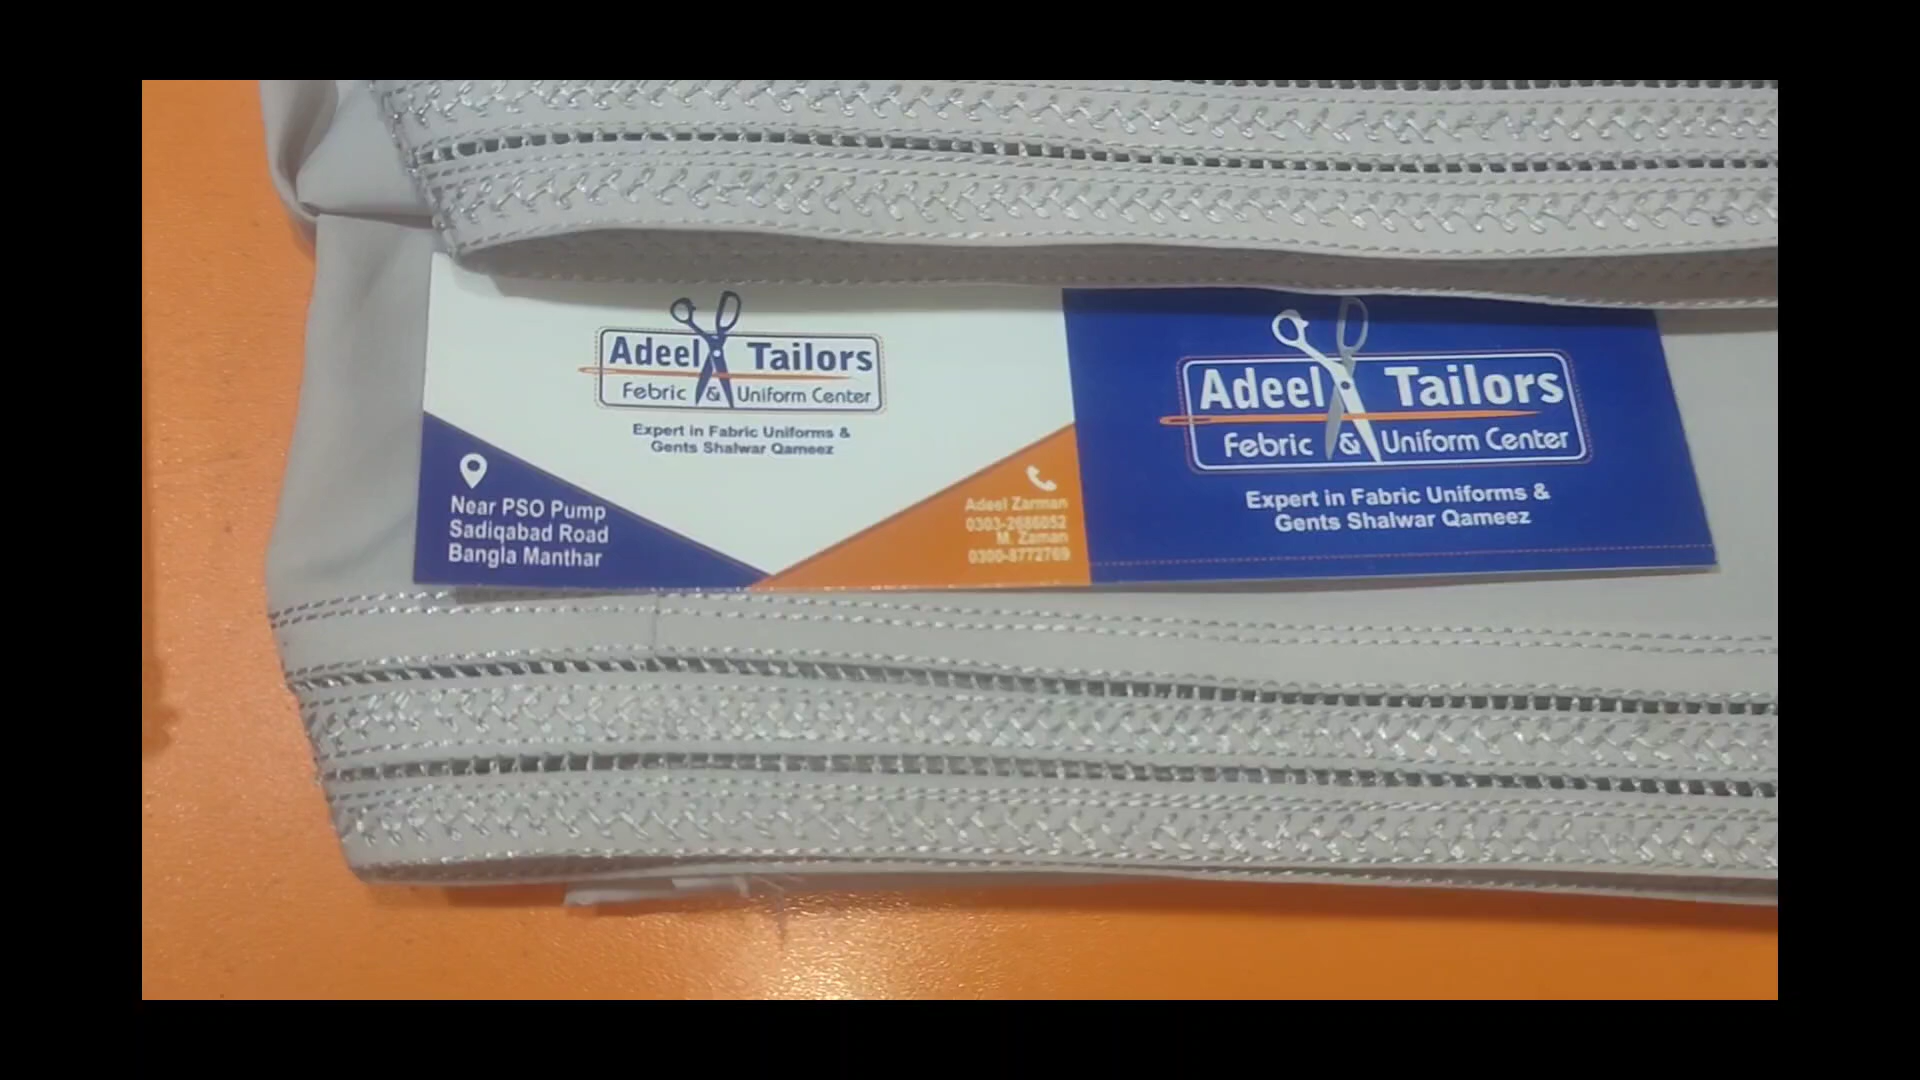 Adeel Tailors
Febric & Uniform Center
Expert in Fabric Uniforms &
Gents Shalwar Qameez
Near PSO Pump
Sadiqabad Road
Bangla Manthar
Adeel Zarman
0303-2686052
M. Zaman
0300-8772769
Adeel Tailors
Febric & Uniform Center
Expert in Fabric Uniforms &
Gents Shalwar Qameez